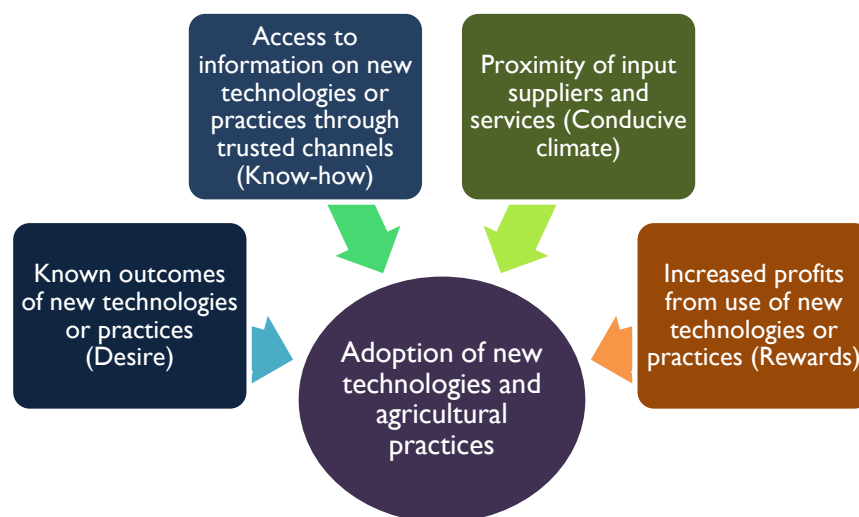 Access to
information on new
technologies or
practices through
trusted channels
(Know-how)
Proximity of input
suppliers and
services (Conducive
climate)
Known outcomes
of new technologies
or practices
(Desire)
Increased profits
from use of new
technologies or
practices (Rewards)
Adoption of new
technologies and
agricultural
practices